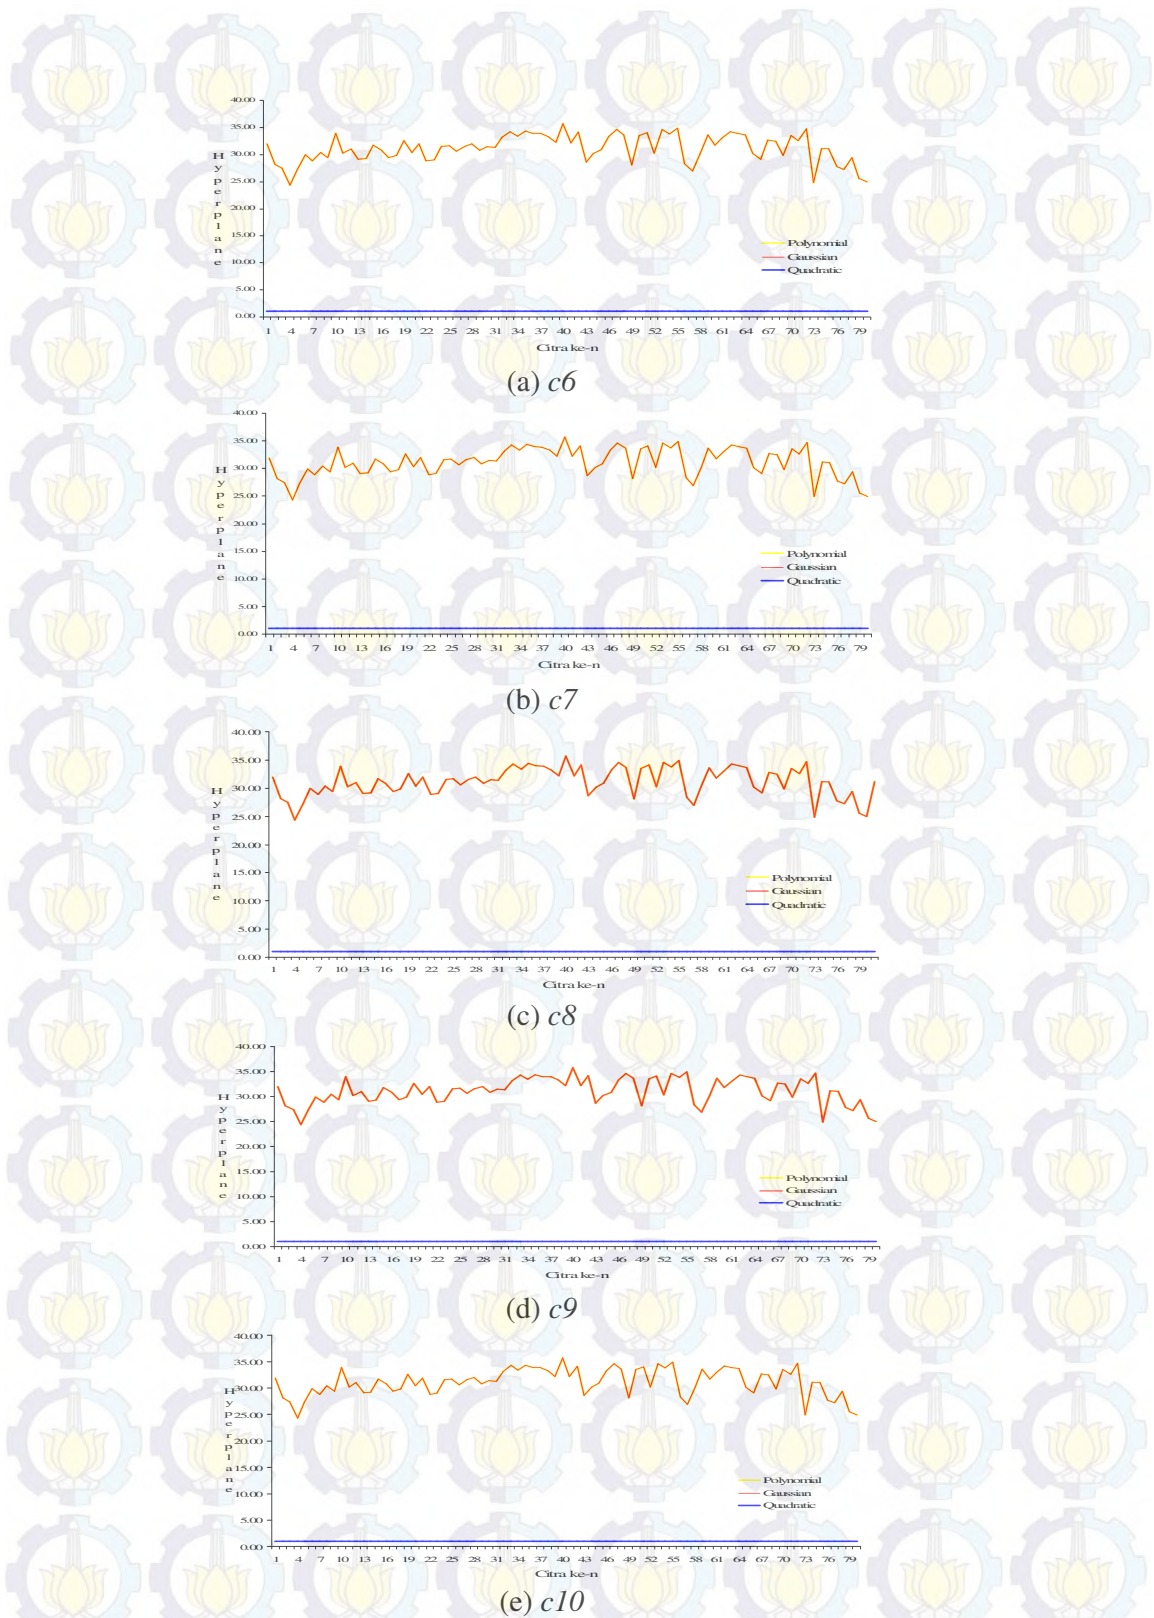 40.00
35.00
30.00
25.00
20.00
15.00
10.00
5.00
0.00
Hyperplane
Polynomial
Gaussian
Quadratic
1 4 7 10 13 16 19 22 25 28 31 34 37 40 43 46 49 52 55 58 61 64 67 70 73 76 79
Citra ke-n
(a) c6
40.00
35.00
30.00
25.00
20.00
15.00
10.00
5.00
0.00
Hyperplane
Polynomial
Gaussian
Quadratic
1 4 7 10 13 16 19 22 25 28 31 34 37 40 43 46 49 52 55 58 61 64 67 70 73 76 79
Citra ke-n
(b) c7
40.00
35.00
30.00
25.00
20.00
15.00
10.00
5.00
0.00
Hyperplane
Polynomial
Gaussian
Quadratic
1 4 7 10 13 16 19 22 25 28 31 34 37 40 43 46 49 52 55 58 61 64 67 70 73 76 79
Citra ke-n
(c) c8
40.00
35.00
30.00
25.00
20.00
15.00
10.00
5.00
0.00
Hyperplane
Polynomial
Gaussian
Quadratic
1 4 7 10 13 16 19 22 25 28 31 34 37 40 43 46 49 52 55 58 61 64 67 70 73 76 79
Citra ke-n
(d) c9
40.00
35.00
30.00
25.00
20.00
15.00
10.00
5.00
0.00
Hyperplane
Polynomial
Gaussian
Quadratic
1 4 7 10 13 16 19 22 25 28 31 34 37 40 43 46 49 52 55 58 61 64 67 70 73 76 79
Citra ke-n
(e) c10